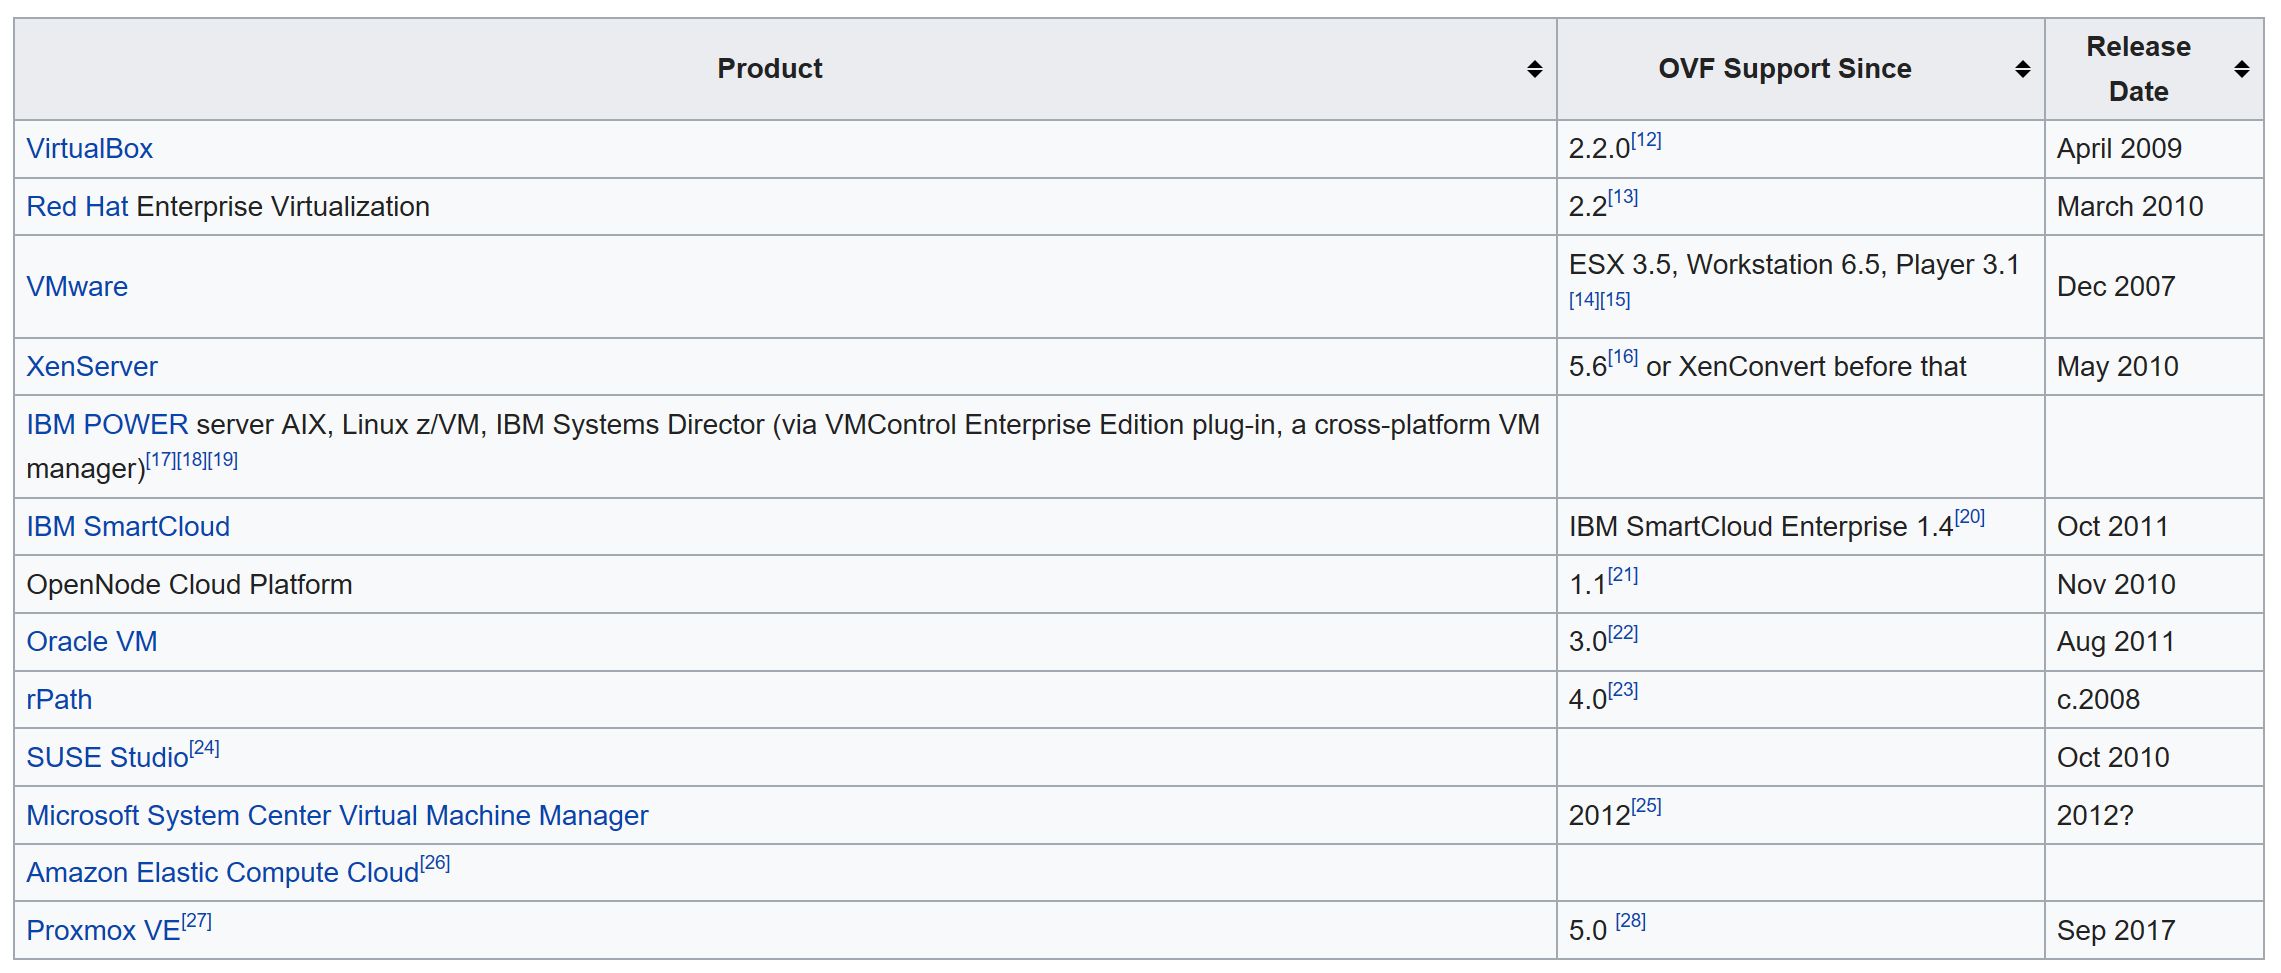 Product OVF Support Since Release Date
VirtualBox 2.2.0[12] April 2009
Red Hat Enterprise Virtualization 2.2[13] March 2010
VMware ESX 3.5, Workstation 6.5, Player 3.1 [14][15] Dec 2007
XenServer 5.6[16] or XenConvert before that May 2010
IBM POWER server AIX, Linux z/VM, IBM Systems Director (via VMControl Enterprise Edition plug-in, a cross-platform VM
manager)[17][18][19]
IBM SmartCloud IBM SmartCloud Enterprise 1.4[20] Oct 2011
OpenNode Cloud Platform 1.1[21] Nov 2010
Oracle VM 3.0[22] Aug 2011
rPath 4.0[23] c.2008
SUSE Studio[24] Oct 2010
Microsoft System Center Virtual Machine Manager 2012[25] 2012?
Amazon Elastic Compute Cloud[26]
Proxmox VE[27] 5.0 [28] Sep 2017